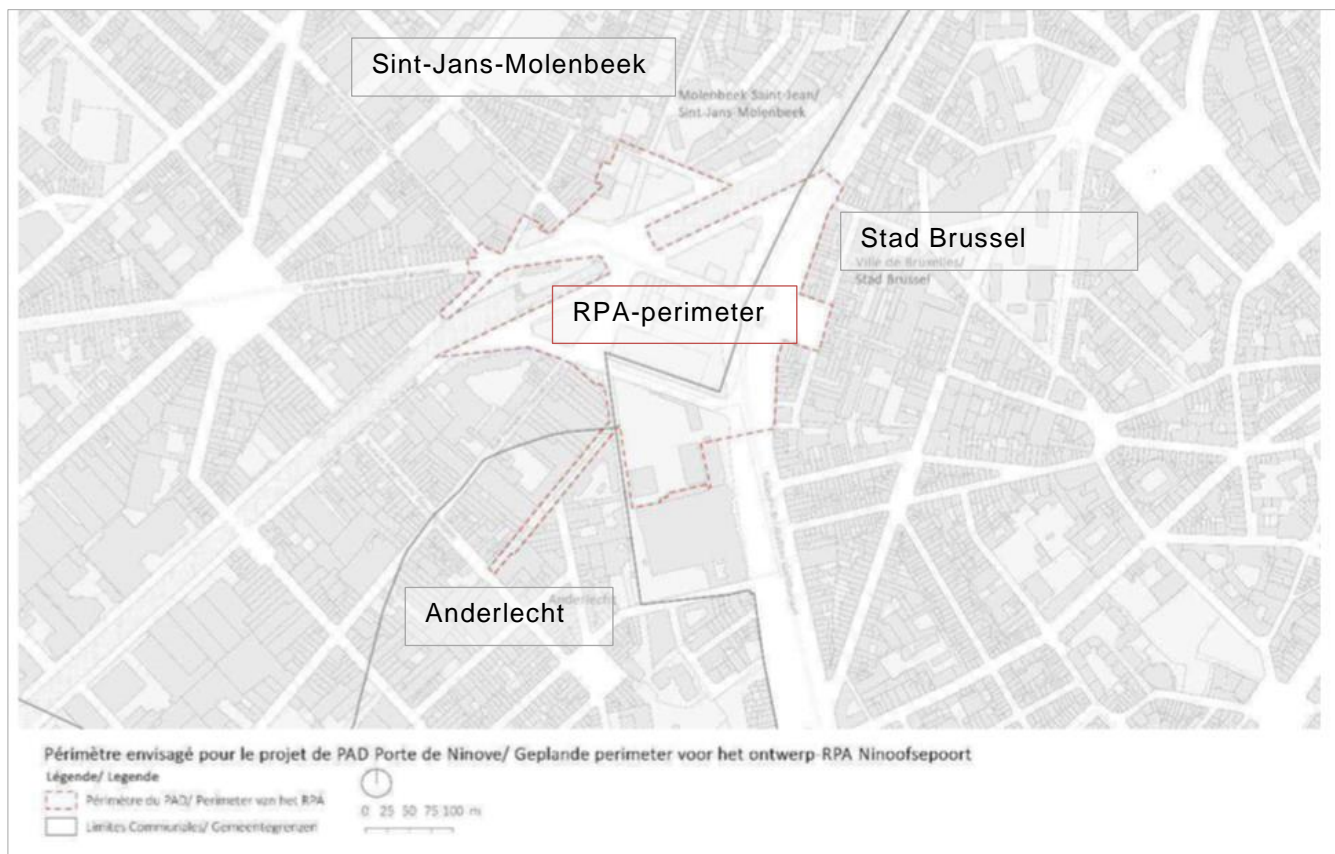 Sint-Jans-Molenbeek
Molenbeek Saint-Jean/
Sint-Jans-Molenbeek
Stad Brussel
Ville de Bruxelles/
Stad Brussel
RPA-perimeter
Anderlecht
Anderlecht
Périmètre envisagé pour le projet de PAD Porte de Ninove/ Geplande perimeter voor het ontwerp-RPA Ninoofsepoort
Légende/ Legende
Périmètre du PAD/ Perimeter van het RPA
Limites Communales/ Gemeentegrenzen
0 25 50 75 100 m